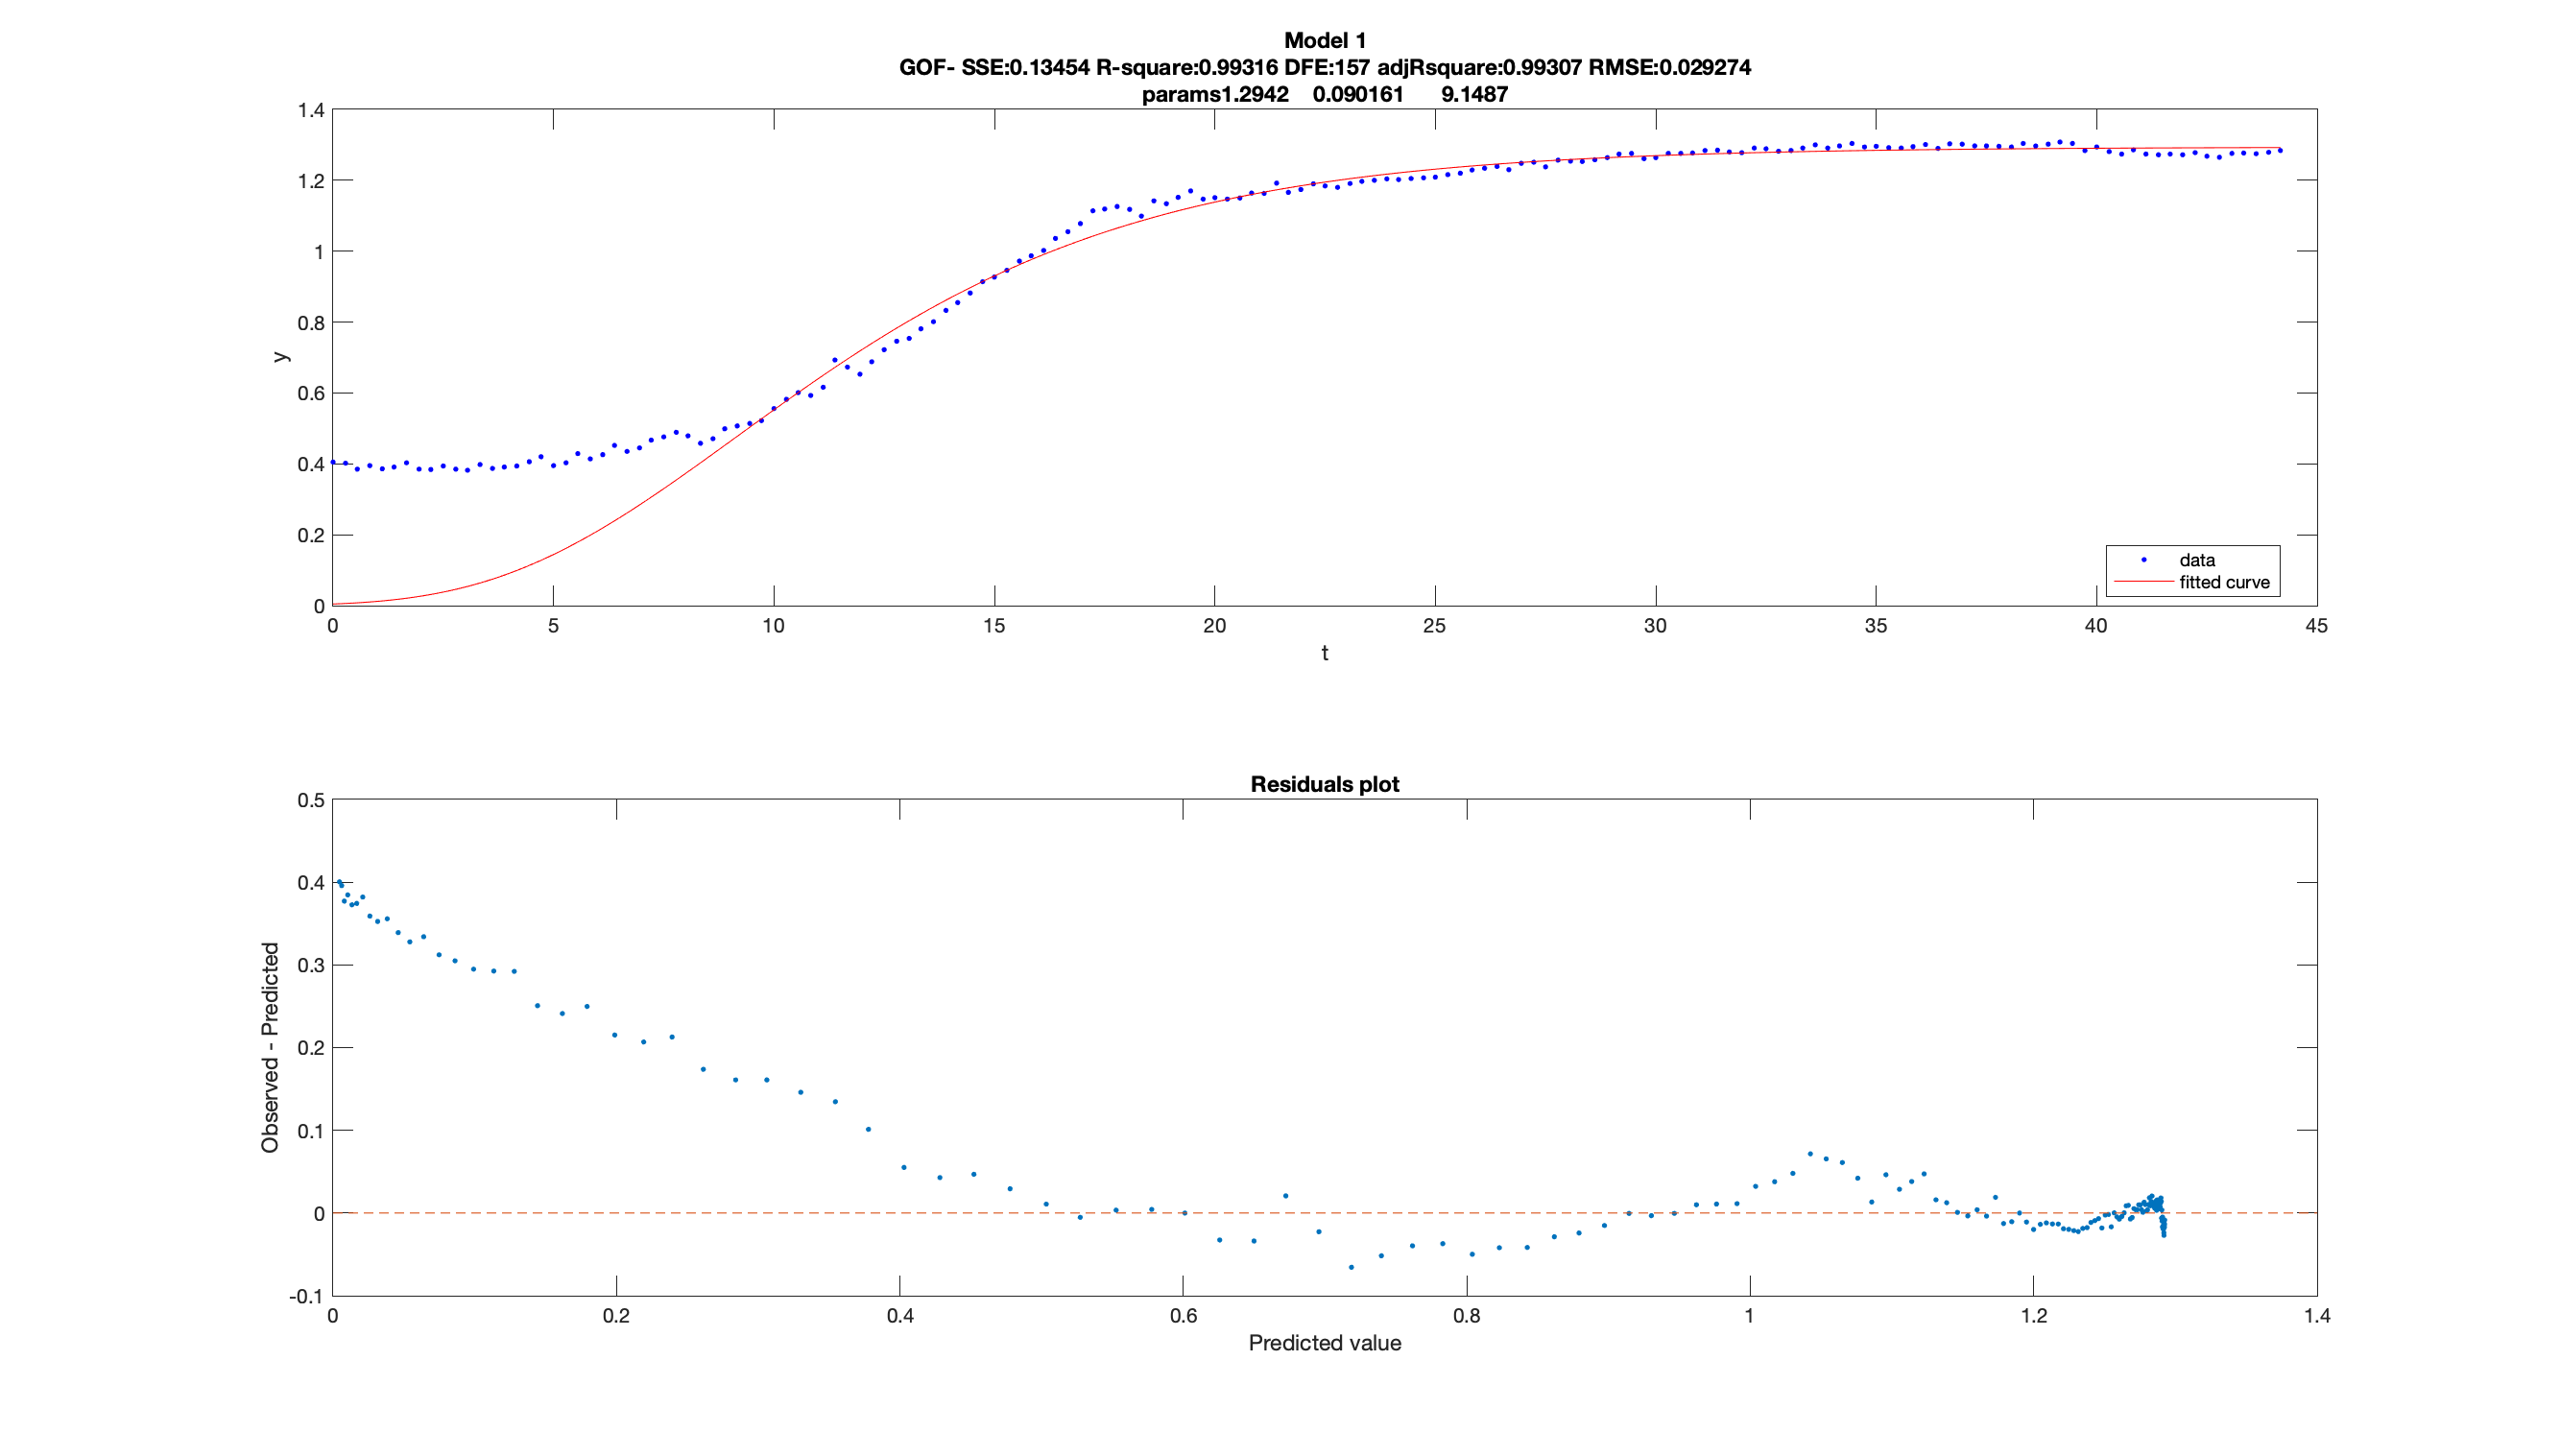 Model 1
GOF- SSE:0.13454 R-square:0.99316 DFE:157 adjRsquare:0.99307 RMSE:0.029274
params1.2942 0.090161 9.1487
1.4
1.2
1
0.8
0.6
0.4
0.2
0
y
data
fitted curve
0 5 10 15 20 25 30 35 40 45
t
Residuals plot
0.5
0.4
0.3
0.2
0.1
0
-0.1
Observed - Predicted
0 0.2 0.4 0.6 0.8 1 1.2 1.4
Predicted value